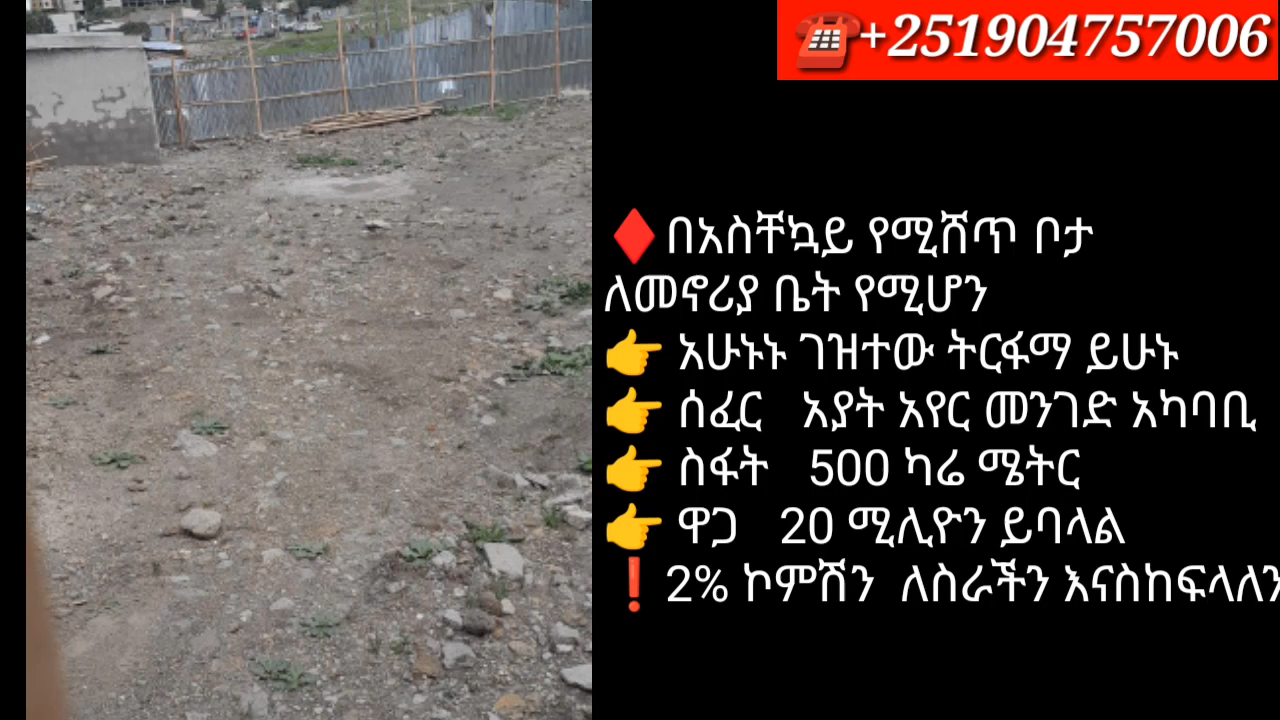 ☎+251904757006
♦በአስቸኳይ የሚሸጥ ቦታ
ለመኖሪያ ቤት የሚሆን
👉 አሁኑኑ ገዝተው ትርፋማ ይሁኑ
👉 ሰፈር አያት አየር መንገድ አካባቢ
👉 ስፋት 500 ካሬ ሜትር
👉 ዋጋ 20 ሚሊዮን ይባላል
❗2% ኮምሽን ለስራችን እናስከፍላለን